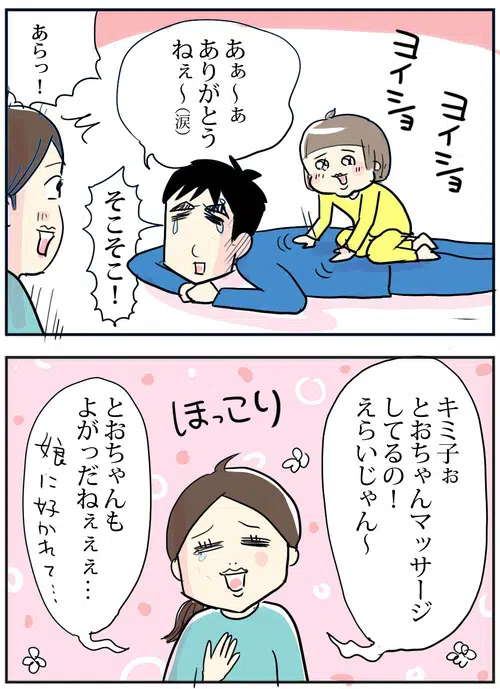 ヨイショ
ヨイショ
あぁ〜ぁ
ありがとう
ねぇ〜(涙)
あらっ!
そこそこ!
キミ子ぉ
とおちゃんマッサージ
してるの!
えらいじゃん〜
ほっこり
とおちゃんも
よがっだねぇぇぇ…
娘に好かれて…